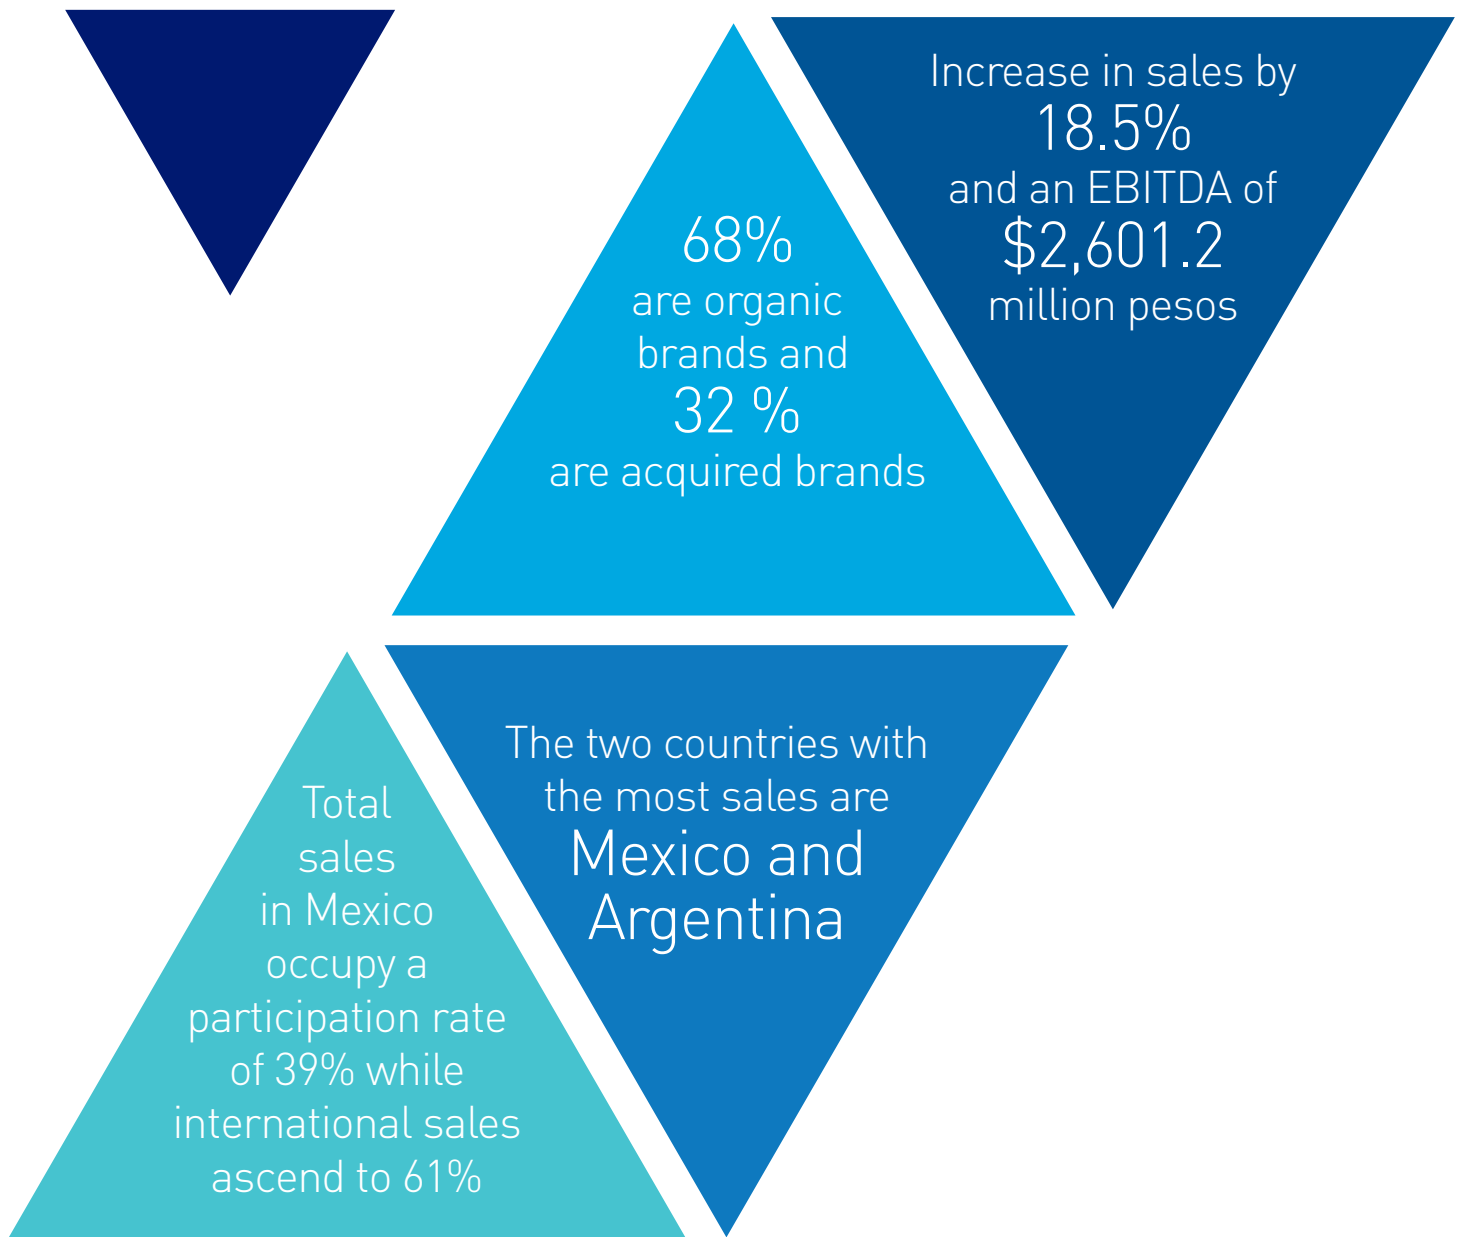 Increase in sales by
18.5%
and an EBITDA of
$2,601.2
million pesos
68%
are organic
brands and
32 %
are acquired brands
The two countries with
the most sales are
Mexico and
Argentina
Total
sales
in Mexico
occupy a
participation rate
of 39% while
international sales
ascend to 61%